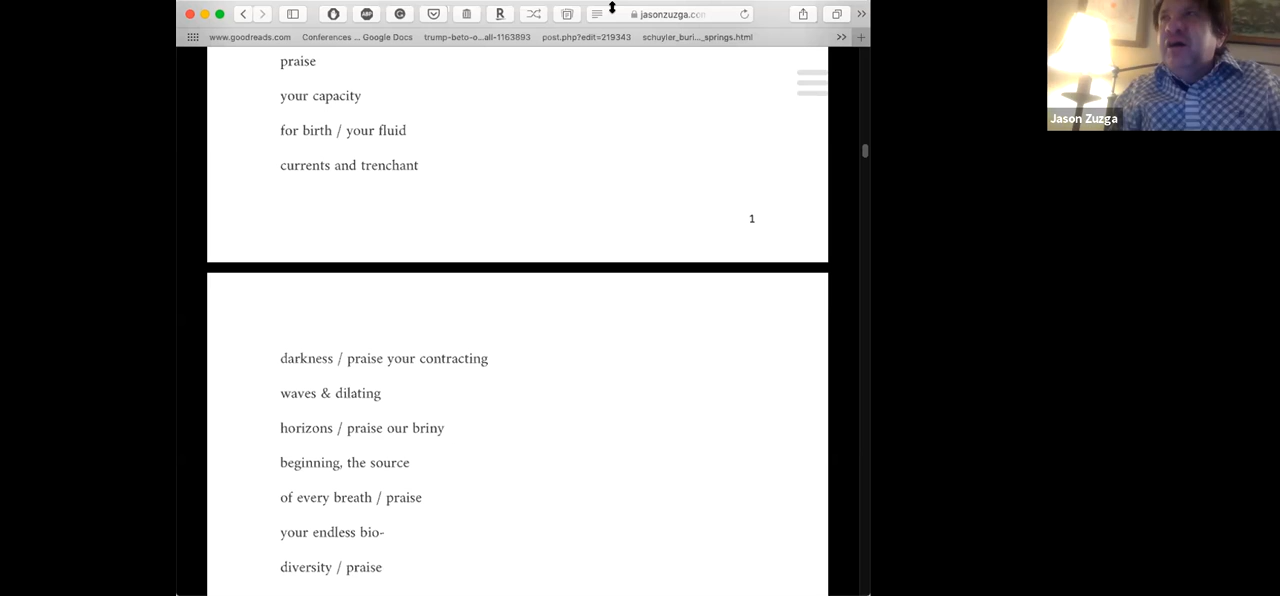 jasonzuzga.con
www.goodreads.com Conferences ... Google Docs trump-beto-o...all-1163893 post.php?edit=219343 schuyler_buri..._springs.html
praise
your capacity
for birth / your fluid
currents and trenchant
1
darkness / praise your contracting
waves & dilating
horizons / praise our briny
beginning, the source
of every breath / praise
your endless bio-
diversity / praise
Jason Zuzga